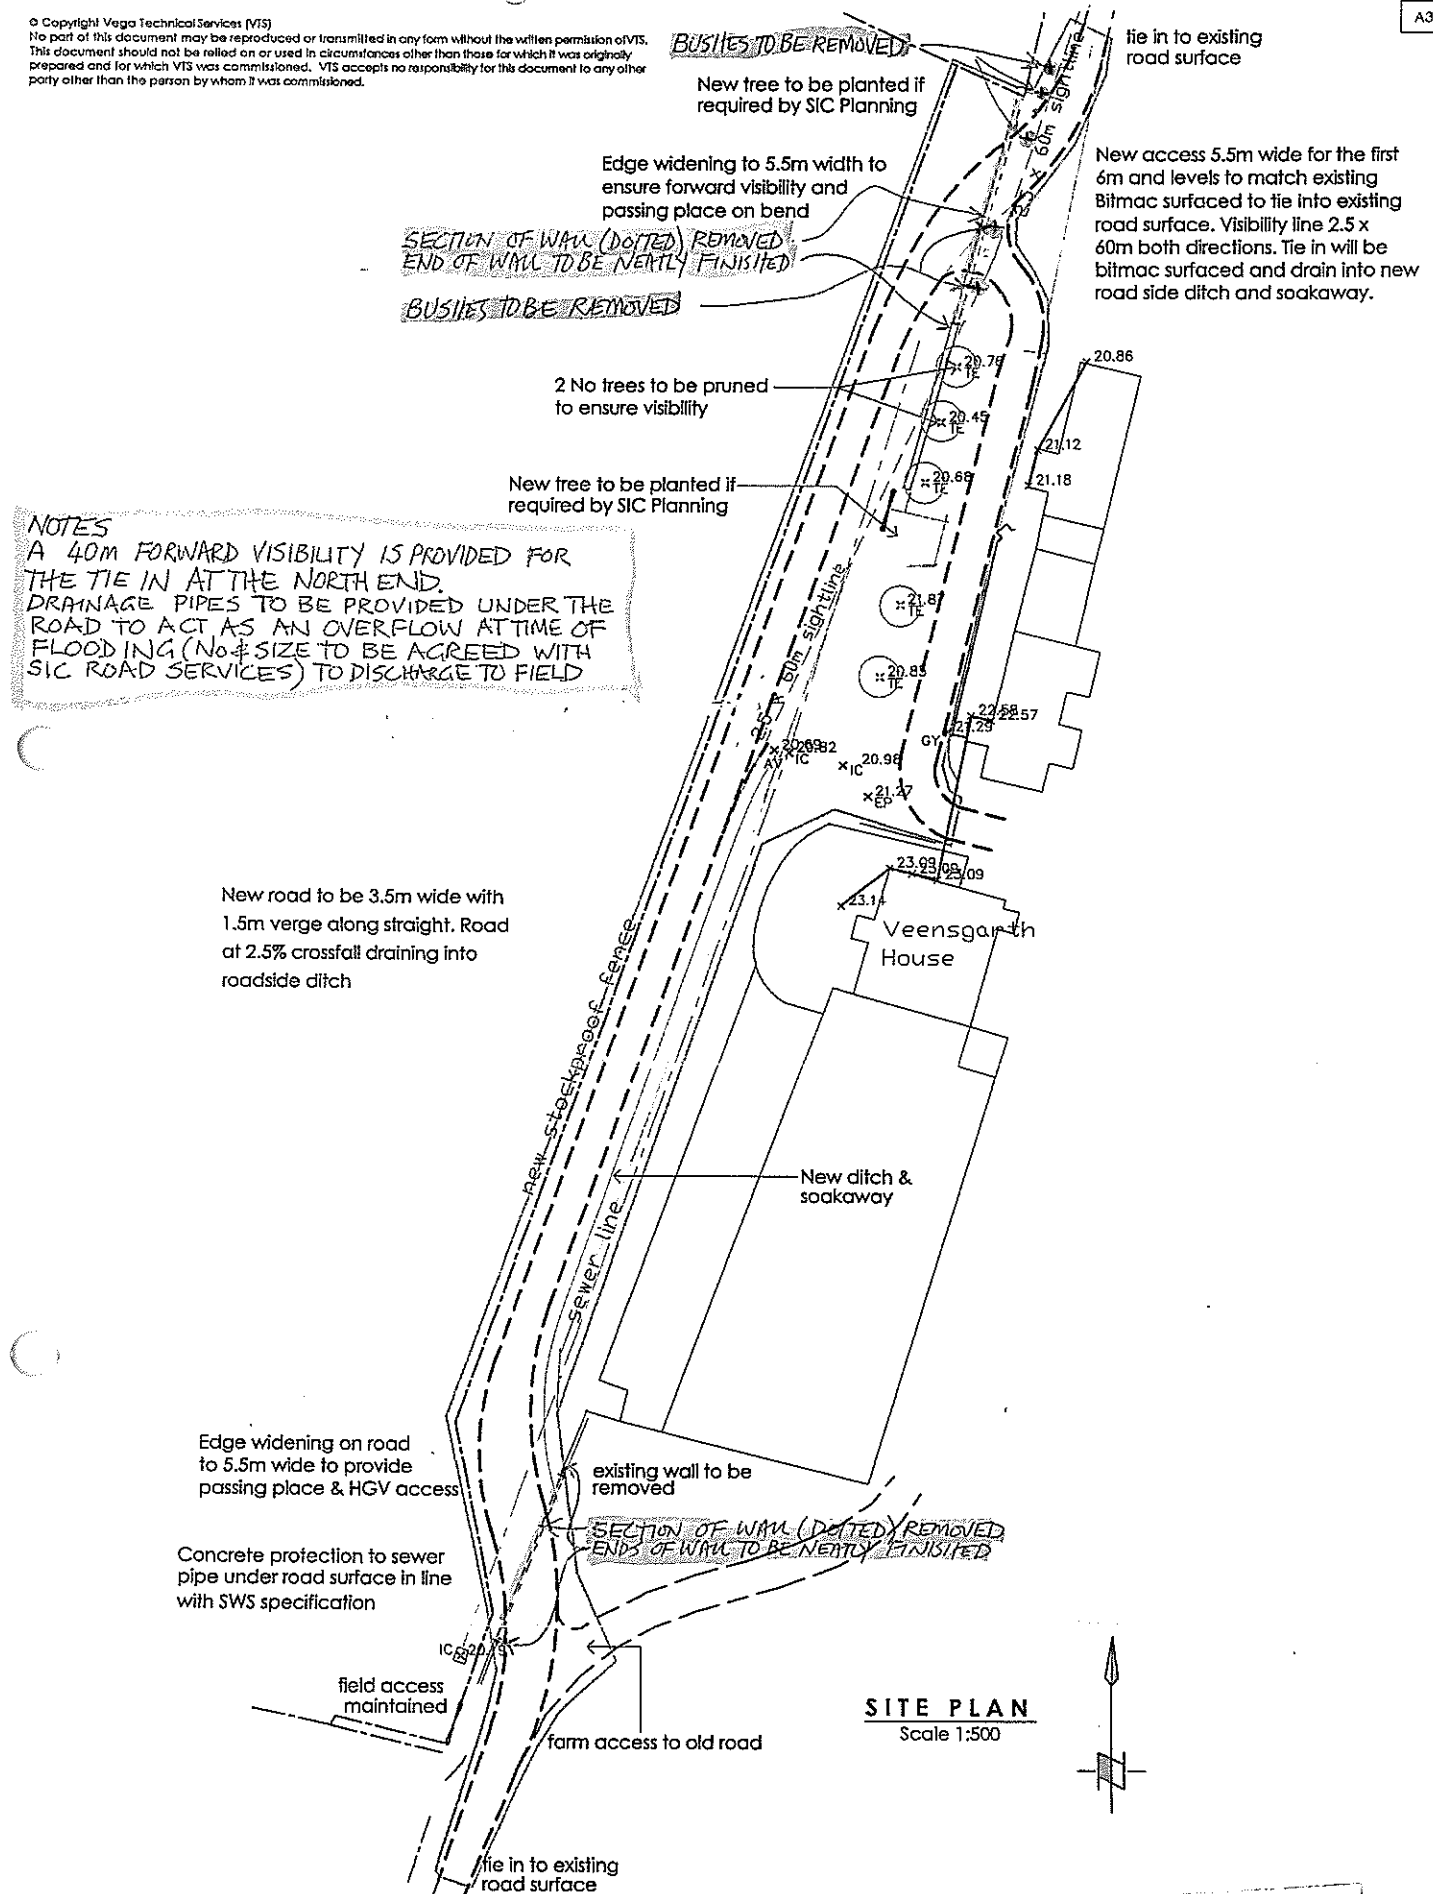 © Copyright Vega Technical Services (VTS)
No part of this document may be reproduced or transmitted in any form without the written permission of VTS.
This document should not be relied on or used in circumstances other than those for which it was originally
prepared and for which VTS was commissioned. VTS accepts no responsibility for this document to any other
party other than the person by whom it was commissioned.
A3
BUSHES TO BE REMOVED
tie in to existing
road surface
New tree to be planted if
required by SIC Planning
60m sightline
Edge widening to 5.5m width to
ensure forward visibility and
passing place on bend
New access 5.5m wide for the first
6m and levels to match existing
Bitmac surfaced to tie into existing
road surface. Visibility line 2.5 x
60m both directions. Tie in will be
bitmac surfaced and drain into new
road side ditch and soakaway.
SECTION OF WALL (DOTTED) REMOVED
END OF WALL TO BE NEATLY FINISHED
BUSHES TO BE REMOVED
20.78
TE
20.86
2 No trees to be pruned
to ensure visibility
20.45
TE
21.12
21.18
20.68
TE
New tree to be planted if
required by SIC Planning
NOTES
A 40m FORWARD VISIBILITY IS PROVIDED FOR
THE TIE IN AT THE NORTH END.
DRAINAGE PIPES TO BE PROVIDED UNDER THE
ROAD TO ACT AS AN OVERFLOW AT TIME OF
FLOODING (No & SIZE TO BE AGREED WITH
SIC ROAD SERVICES) TO DISCHARGE TO FIELD
2.5 x 60m sightline
TE
20.85
TE
22.58
22.57
21.29
GY
AV
IC
20.98
IC
21.27
EP
23.09
23.09
23.09
23.14
Veensgarth
House
New road to be 3.5m wide with
1.5m verge along straight. Road
at 2.5% crossfall draining into
roadside ditch
new stockproof fence
New ditch &
soakaway
sewer line
Edge widening on road
to 5.5m wide to provide
passing place & HGV access
existing wall to be
removed
SECTION OF WALL (DOTTED) REMOVED
ENDS OF WALL TO BE NEATLY FINISHED
Concrete protection to sewer
pipe under road surface in line
with SWS specification
IC
field access
maintained
farm access to old road
SITE PLAN
Scale 1:500
tie in to existing
road surface